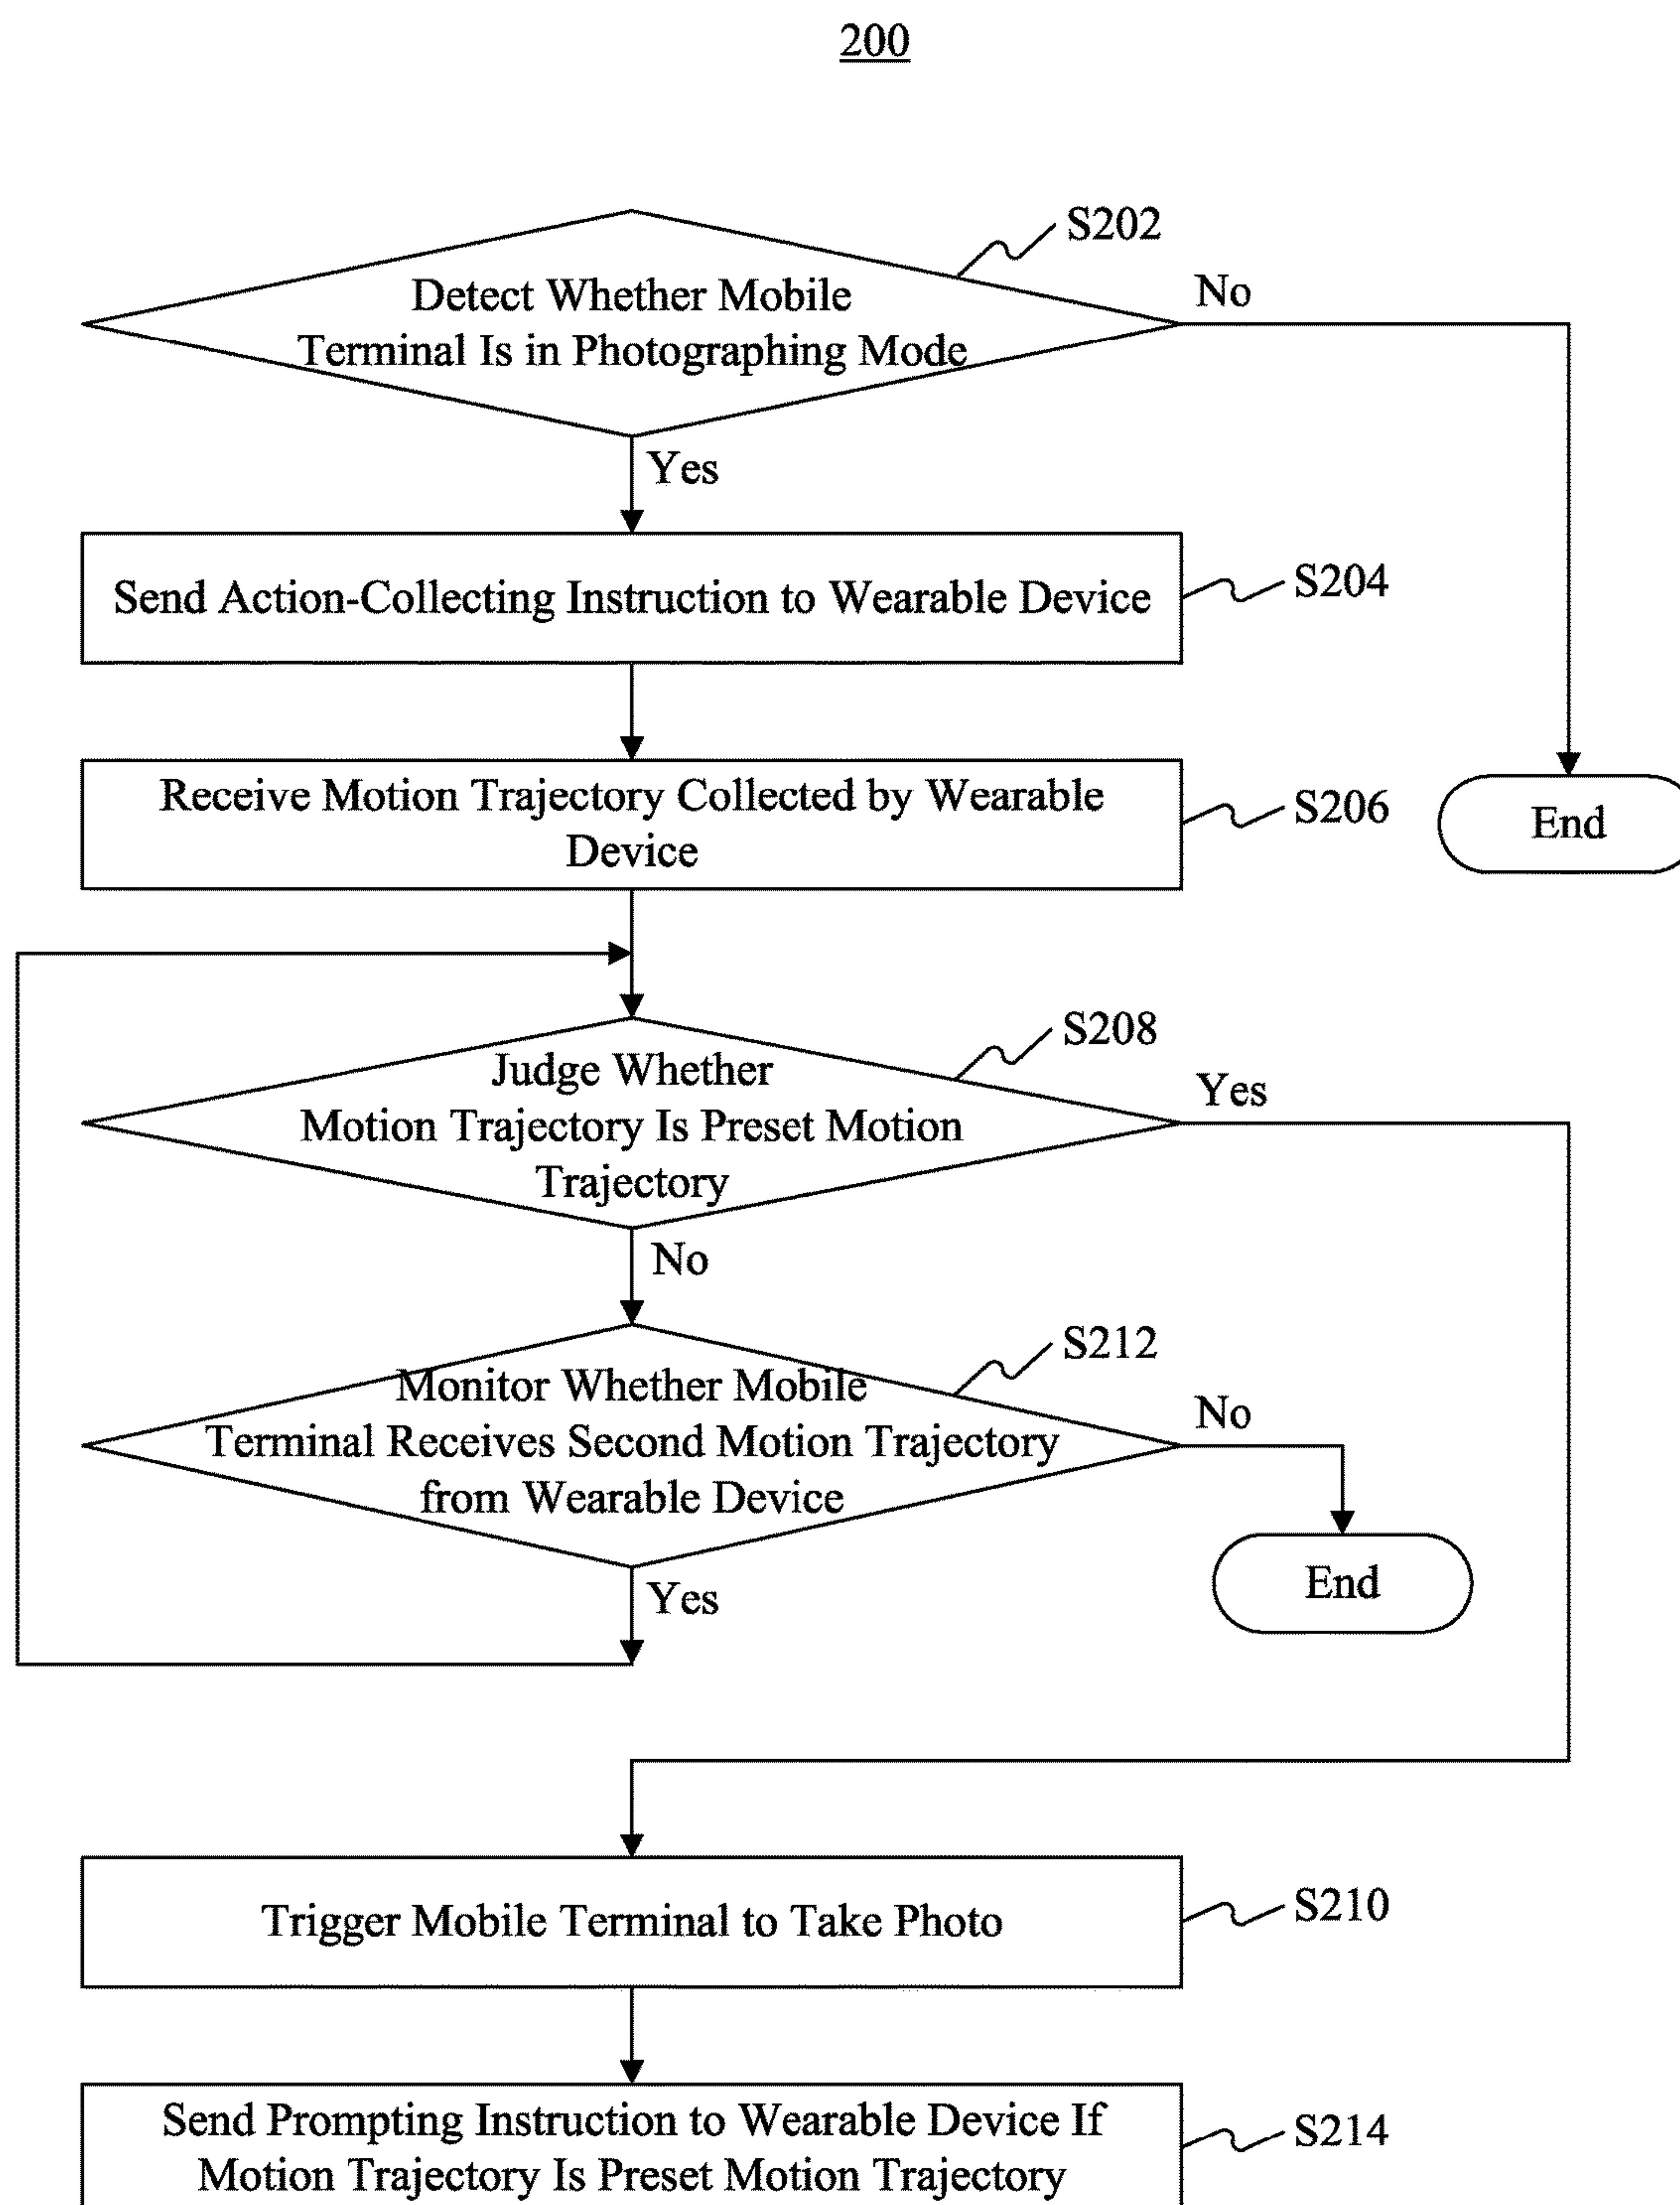 200
S202
Detect Whether Mobile
Terminal Is in Photographing Mode
No
Yes
Send Action-Collecting Instruction to Wearable Device
S204
Receive Motion Trajectory Collected by Wearable
Device
S206
End
S208
Judge Whether
Motion Trajectory Is Preset Motion
Trajectory
Yes
No
S212
Monitor Whether Mobile
Terminal Receives Second Motion Trajectory
from Wearable Device
No
End
Yes
Trigger Mobile Terminal to Take Photo
S210
Send Prompting Instruction to Wearable Device If
Motion Trajectory Is Preset Motion Trajectory
S214